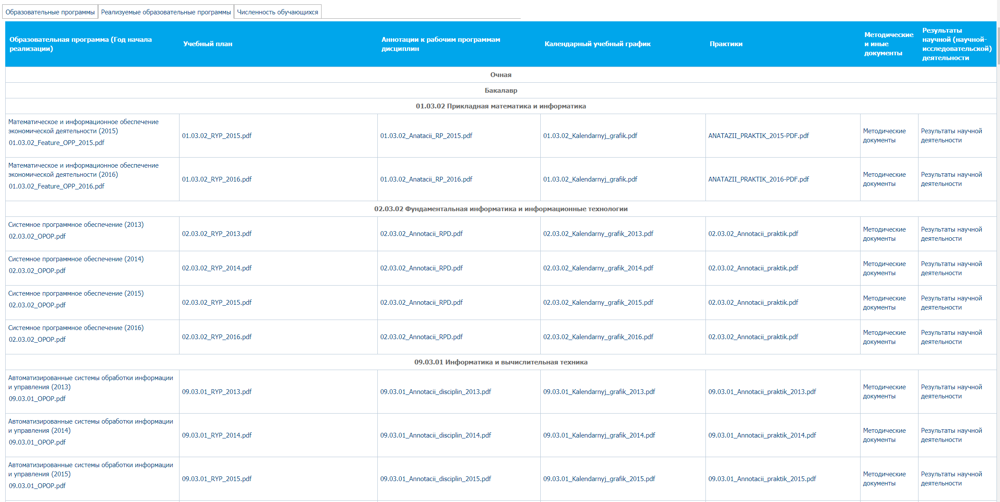 Образовательные программы
Реализуемые образовательные программы
Численность обучающихся
Образовательная программа (Год начала
реализации)
Учебный план
Аннотации к рабочим программам
дисциплин
Календарный учебный график
Практики
Методические
и иные
документы
Результаты
научной (научной-
исследовательской)
деятельности
Очная
Бакалавр
01.03.02 Прикладная математика и информатика
Математическое и информационное обеспечение
экономической деятельности (2015)
01.03.02_Feature_OPP_2015.pdf
01.03.02_RYP_2015.pdf
01.03.02_Anatacii_RP_2015.pdf
01.03.02_Kalendarnyj_grafik.pdf
ANATAZII_PRAKTIK_2015-PDF.pdf
Методические
документы
Результаты научной
деятельности
Математическое и информационное обеспечение
экономической деятельности (2016)
01.03.02_Feature_OPP_2016.pdf
01.03.02_RYP_2016.pdf
01.03.02_Anatacii_RP_2016.pdf
01.03.02_Kalendarnyj_grafik.pdf
ANATAZII_PRAKTIK_2016-PDF.pdf
Методические
документы
Результаты научной
деятельности
02.03.02 Фундаментальная информатика и информационные технологии
Системное программное обеспечение (2013)
02.03.02_OPOP.pdf
02.03.02_RYP_2013.pdf
02.03.02_Annotacii_RPD.pdf
02.03.02_Kalendarny_grafik_2013.pdf
02.03.02_Annotacii_praktik.pdf
Методические
документы
Результаты научной
деятельности
Системное программное обеспечение (2014)
02.03.02_OPOP.pdf
02.03.02_RYP_2014.pdf
02.03.02_Annotacii_RPD.pdf
02.03.02_Kalendarny_grafik_2014.pdf
02.03.02_Annotacii_praktik.pdf
Методические
документы
Результаты научной
деятельности
Системное программное обеспечение (2015)
02.03.02_OPOP.pdf
02.03.02_RYP_2015.pdf
02.03.02_Annotacii_RPD.pdf
02.03.02_Kalendarny_grafik_2015.pdf
02.03.02_Annotacii_praktik.pdf
Методические
документы
Результаты научной
деятельности
Системное программное обеспечение (2016)
02.03.02_OPOP.pdf
02.03.02_RYP_2016.pdf
02.03.02_Annotacii_RPD.pdf
02.03.02_Kalendarny_grafik_2016.pdf
02.03.02_Annotacii_praktik.pdf
Методические
документы
Результаты научной
деятельности
09.03.01 Информатика и вычислительная техника
Автоматизированные системы обработки информации
и управления (2013)
09.03.01_OPOP.pdf
09.03.01_RYP_2013.pdf
09.03.01_Annotacii_disciplin_2013.pdf
09.03.01_Kalendarnyj_grafik_2013.pdf
09.03.01_Annotacii_praktik_2013.pdf
Методические
документы
Результаты научной
деятельности
Автоматизированные системы обработки информации
и управления (2014)
09.03.01_OPOP.pdf
09.03.01_RYP_2014.pdf
09.03.01_Annotacii_disciplin_2014.pdf
09.03.01_Kalendarnyj_grafik_2014.pdf
09.03.01_Annotacii_praktik_2014.pdf
Методические
документы
Результаты научной
деятельности
Автоматизированные системы обработки информации
и управления (2015)
09.03.01_OPOP.pdf
09.03.01_RYP_2015.pdf
09.03.01_Annotacii_disciplin_2015.pdf
09.03.01_Kalendarnyj_grafik_2015.pdf
09.03.01_Annotacii_praktik_2015.pdf
Методические
документы
Результаты научной
деятельности